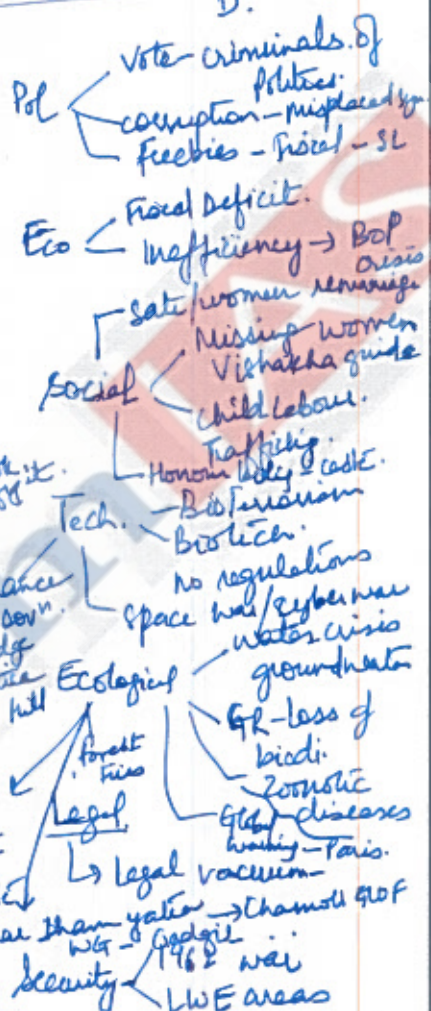 D.
Vote - criminals. of
Politics.
Pol
corruption - Misplaced
freebies - Fiscal - SL
Fiscal Deficit.
Eco
Inefficiency → BoP
crisis
Sati/women remarriage
Missing women
Vishakha guide
Social
child labour.
Trafficking.
Honour - caste.
Tech.
BioTerrorism
Biotech.
no regulations
space war/cyber war
water crisis
groundwater
Ecological
GR - Loss of
biodi.
forest
fires
Zoonotic
diseases
Legal
warming - Paris.
↳ Legal vacuum
Dham yatra → Chamoli GLOF
WG - Gadgil
1962 war
Security
LWE areas